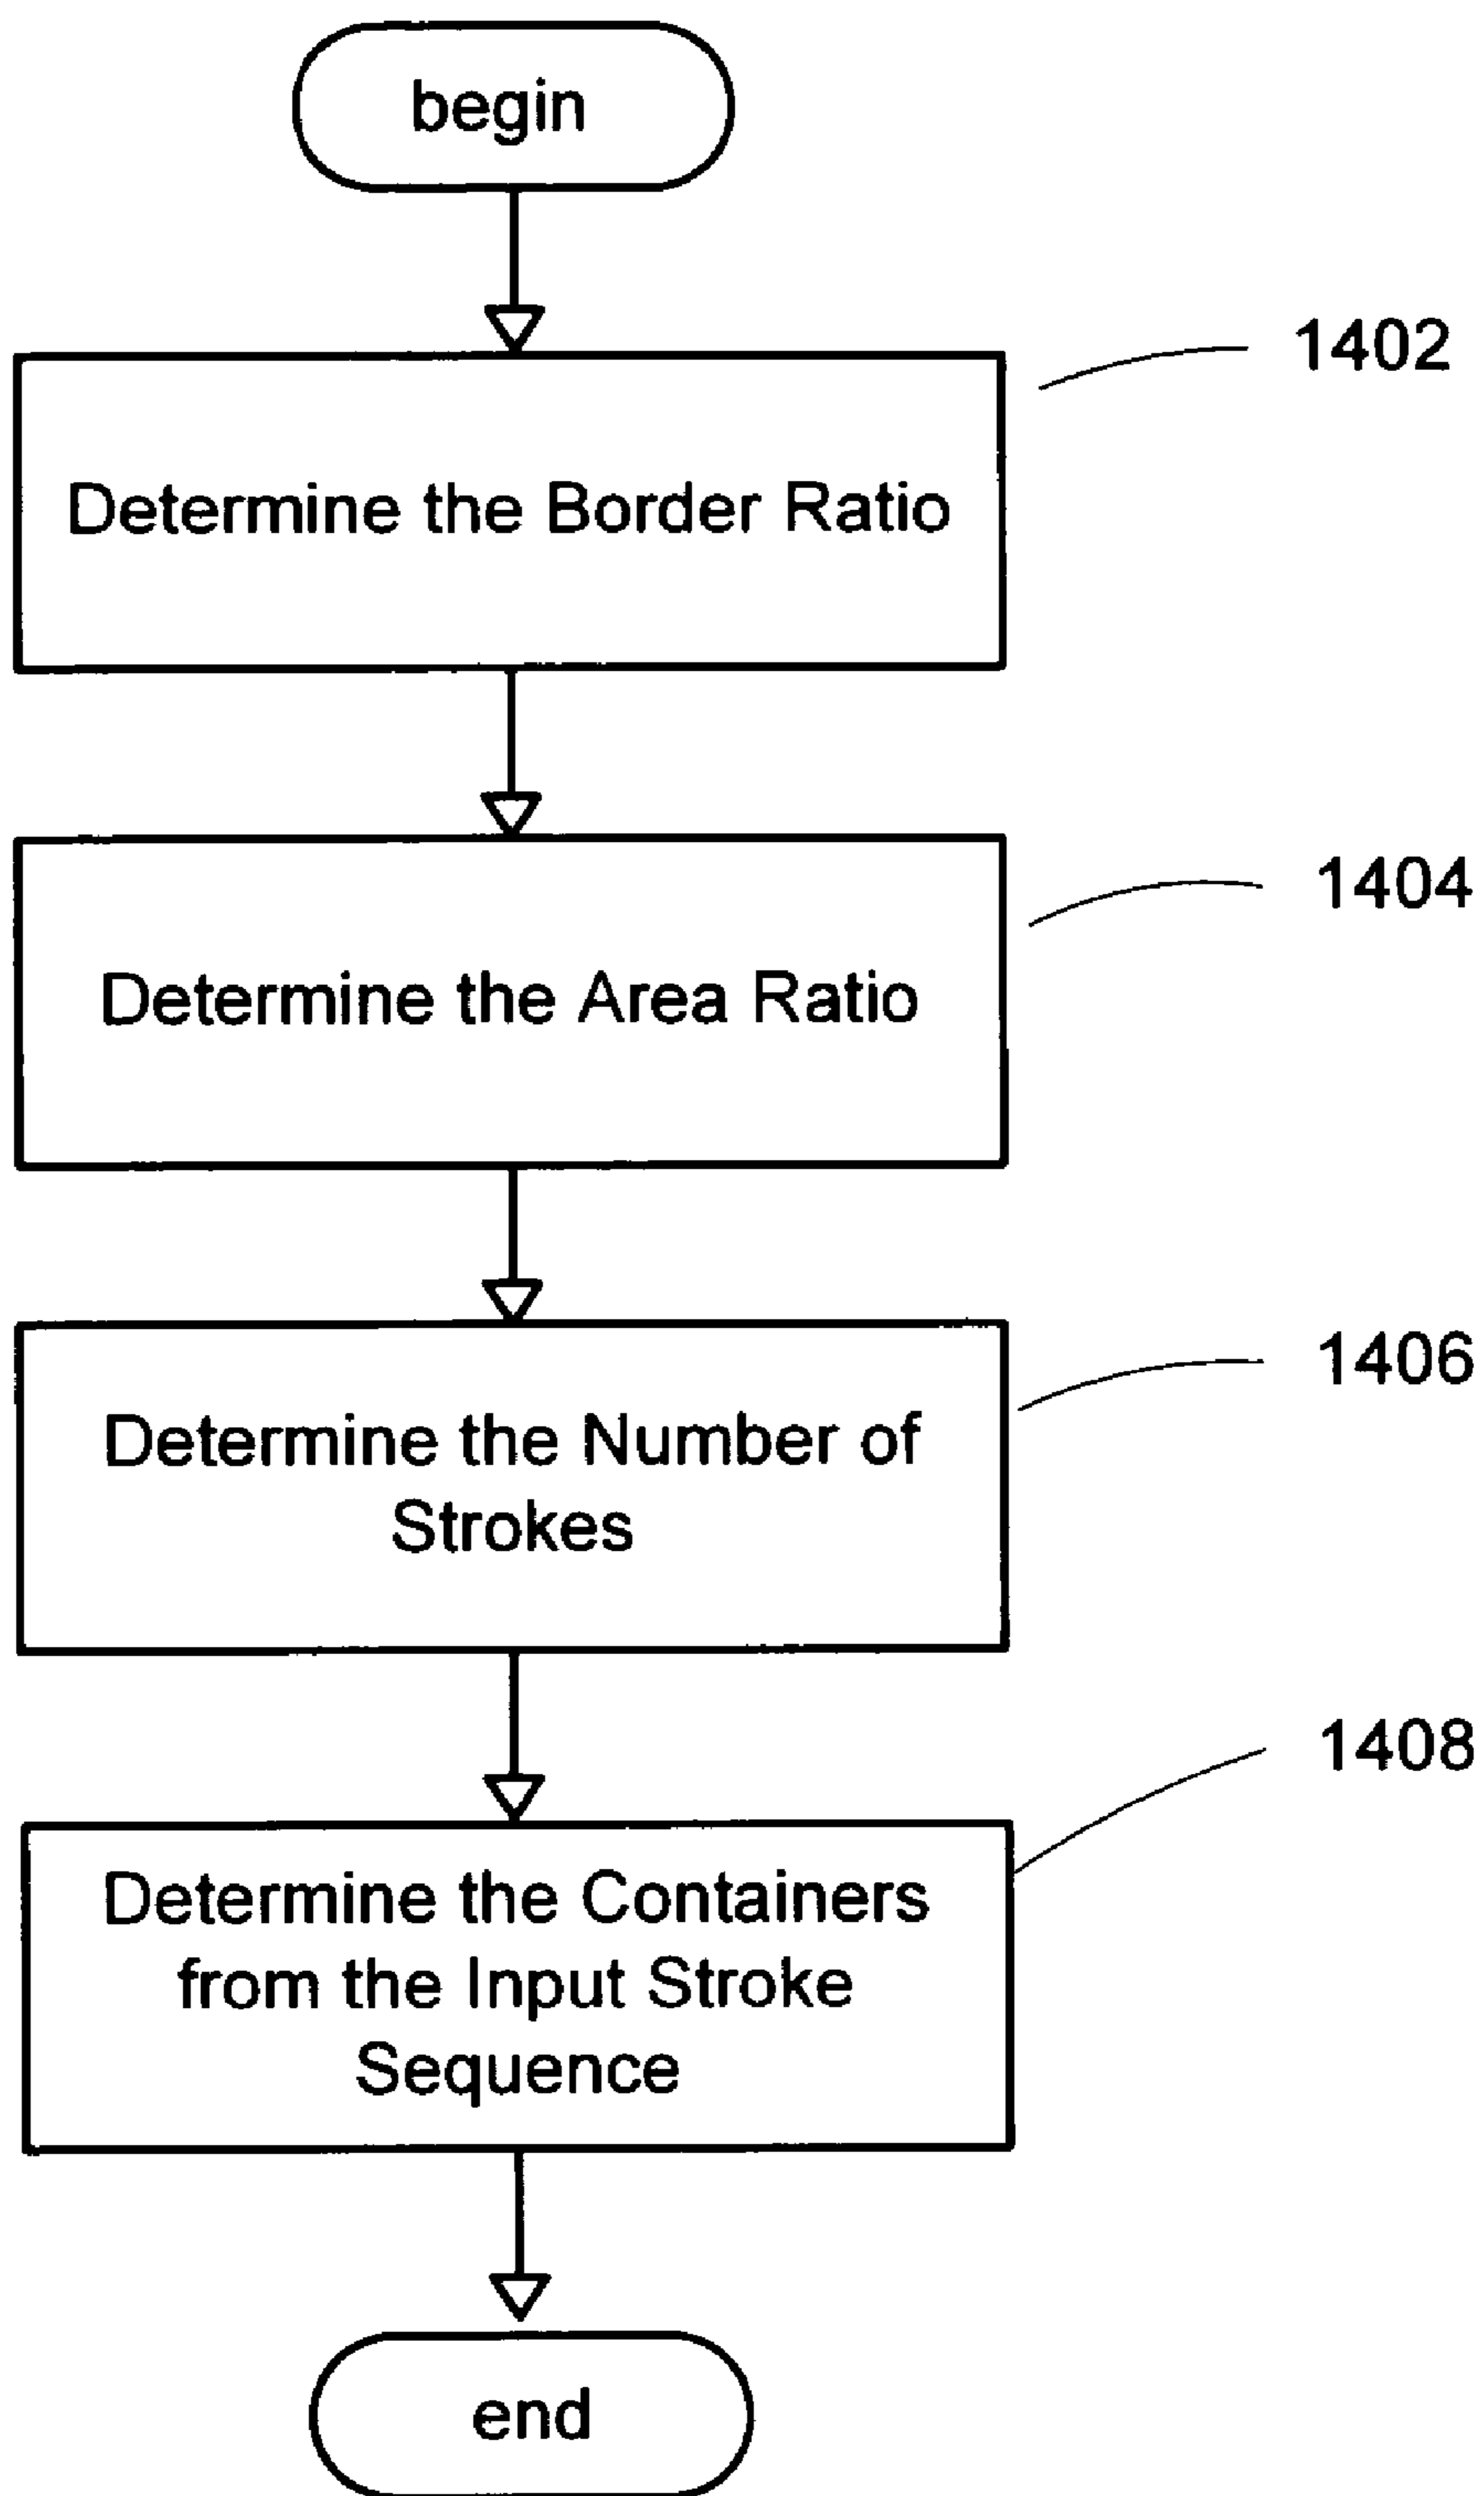 begin
1402
Determine the Border Ratio
1404
Determine the Area Ratio
1406
Determine the Number of
Strokes
1408
Determine the Containers
from the Input Stroke
Sequence
end